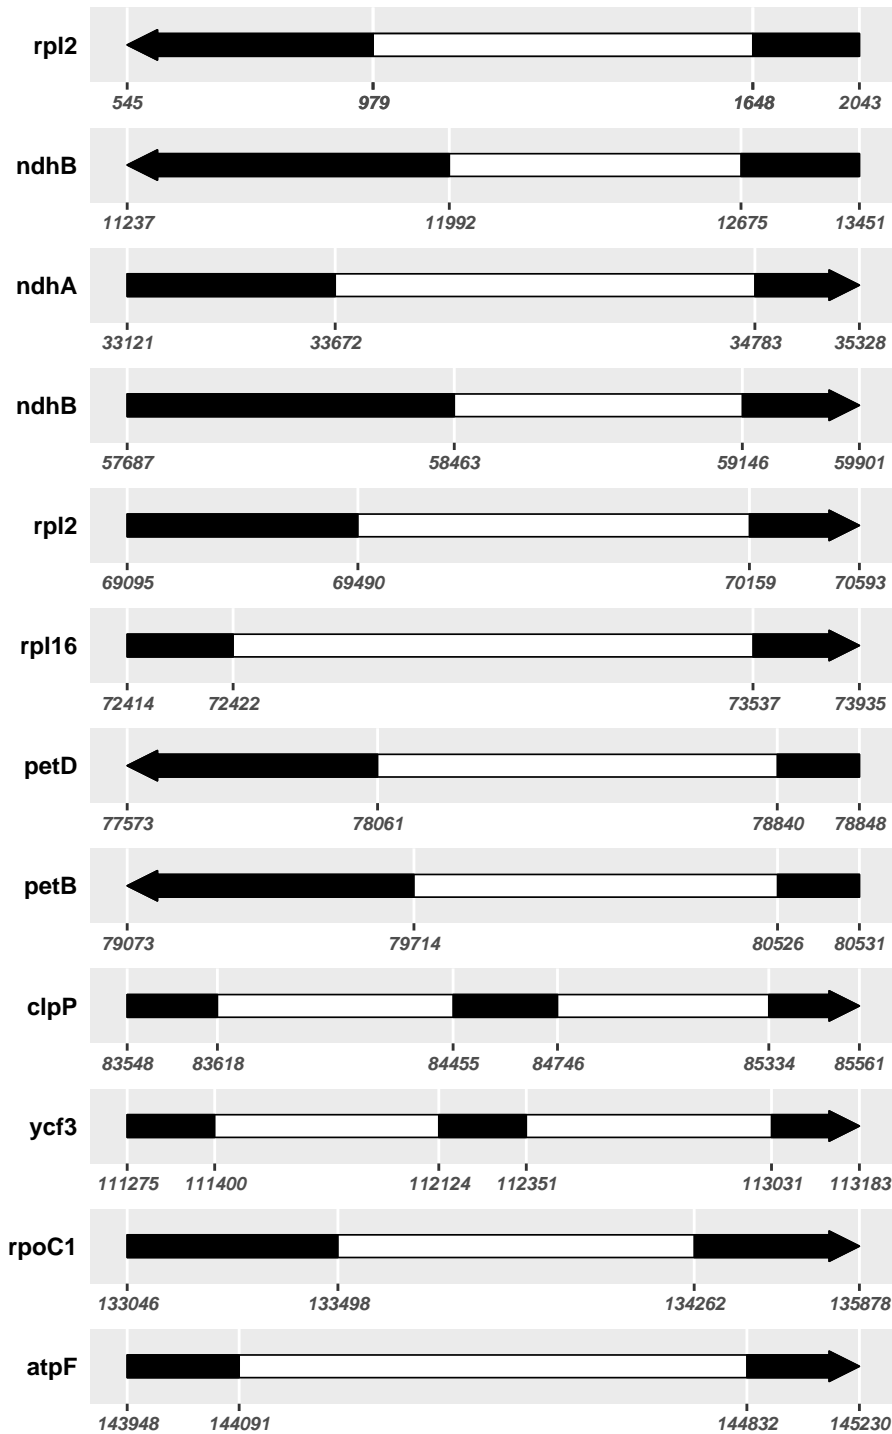 rpl2
545 979 1648 2043
ndhB
11237 11992 12675 13451
ndhA
33121 33672 34783 35328
ndhB
57687 58463 59146 59901
rpl2
69095 69490 70159 70593
rpl16
72414 72422 73537 73935
petD
77573 78061 78840 78848
petB
79073 79714 80526 80531
clpP
83548 83618 84455 84746 85334 85561
ycf3
111275 111400 112124 112351 113031 113183
rpoC1
133046 133498 134262 135878
atpF
143948 144091 144832 145230